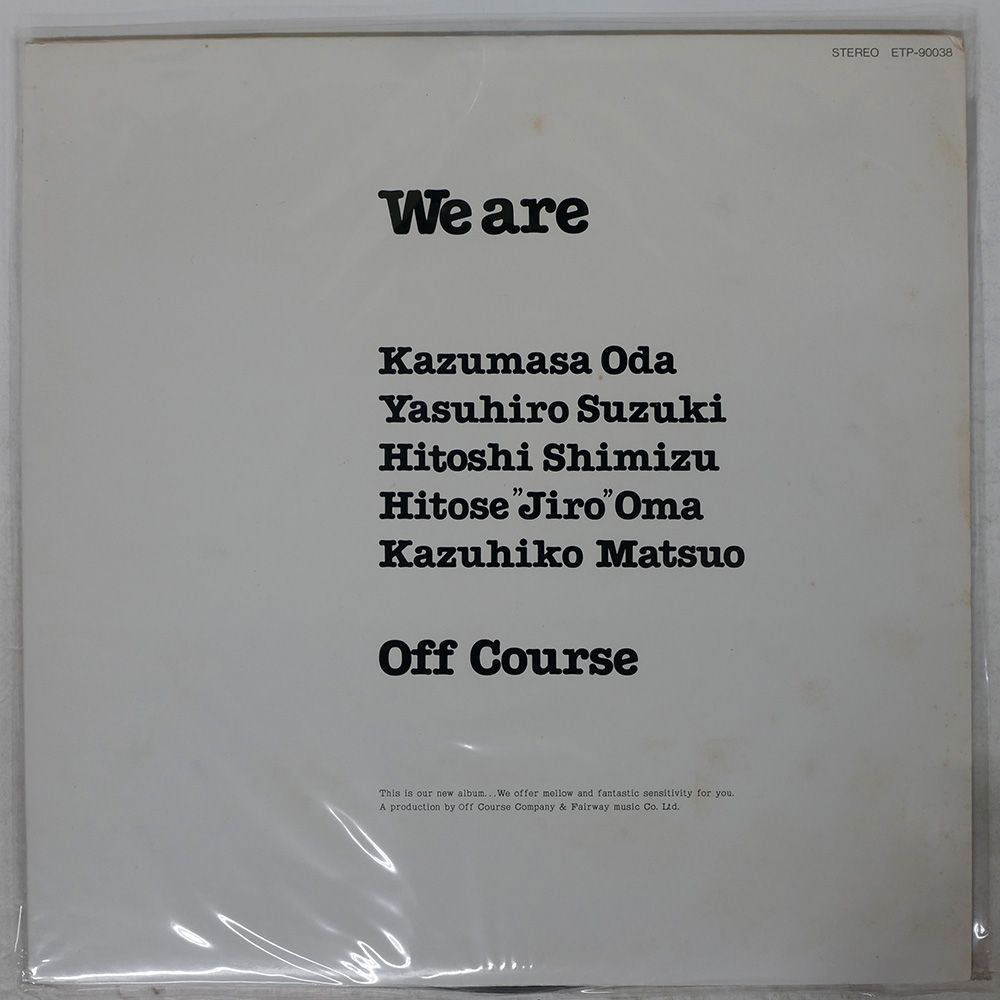 STEREO ETP-90038
We are
Kazumasa Oda
Yasuhiro Suzuki
Hitoshi Shimizu
Hitose ”Jiro” Oma
Kazuhiko Matsuo
Off Course
This is our new album...We offer mellow and fantastic sensitivity for you.
A production by Off Course Company & Fairway music Co. Ltd.